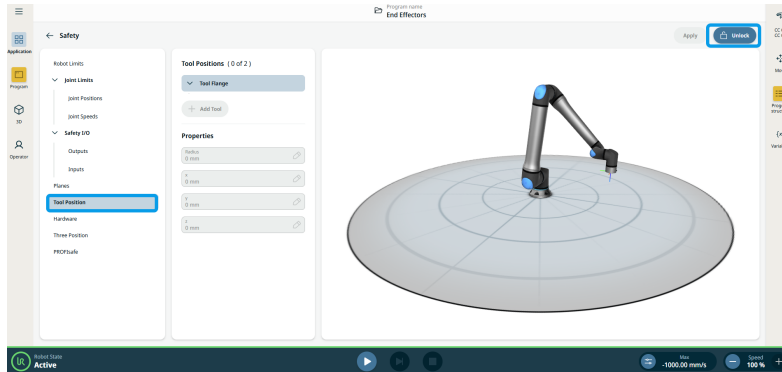 Program name
End Effectors
Safety
Apply
Unlock
Application
Program
3D
Operator
Robot Limits
Joint Limits
Joint Positions
Joint Speeds
Safety I/O
Outputs
Inputs
Planes
Tool Position
Hardware
Three Position
PROFIsafe
Tool Positions ( 0 of 2 )
Tool Flange
+ Add Tool
Properties
Radius
0 mm
x
0 mm
y
0 mm
0 mm
Robot State
Active
Max
-1000.00 mm/s
Speed
100 %